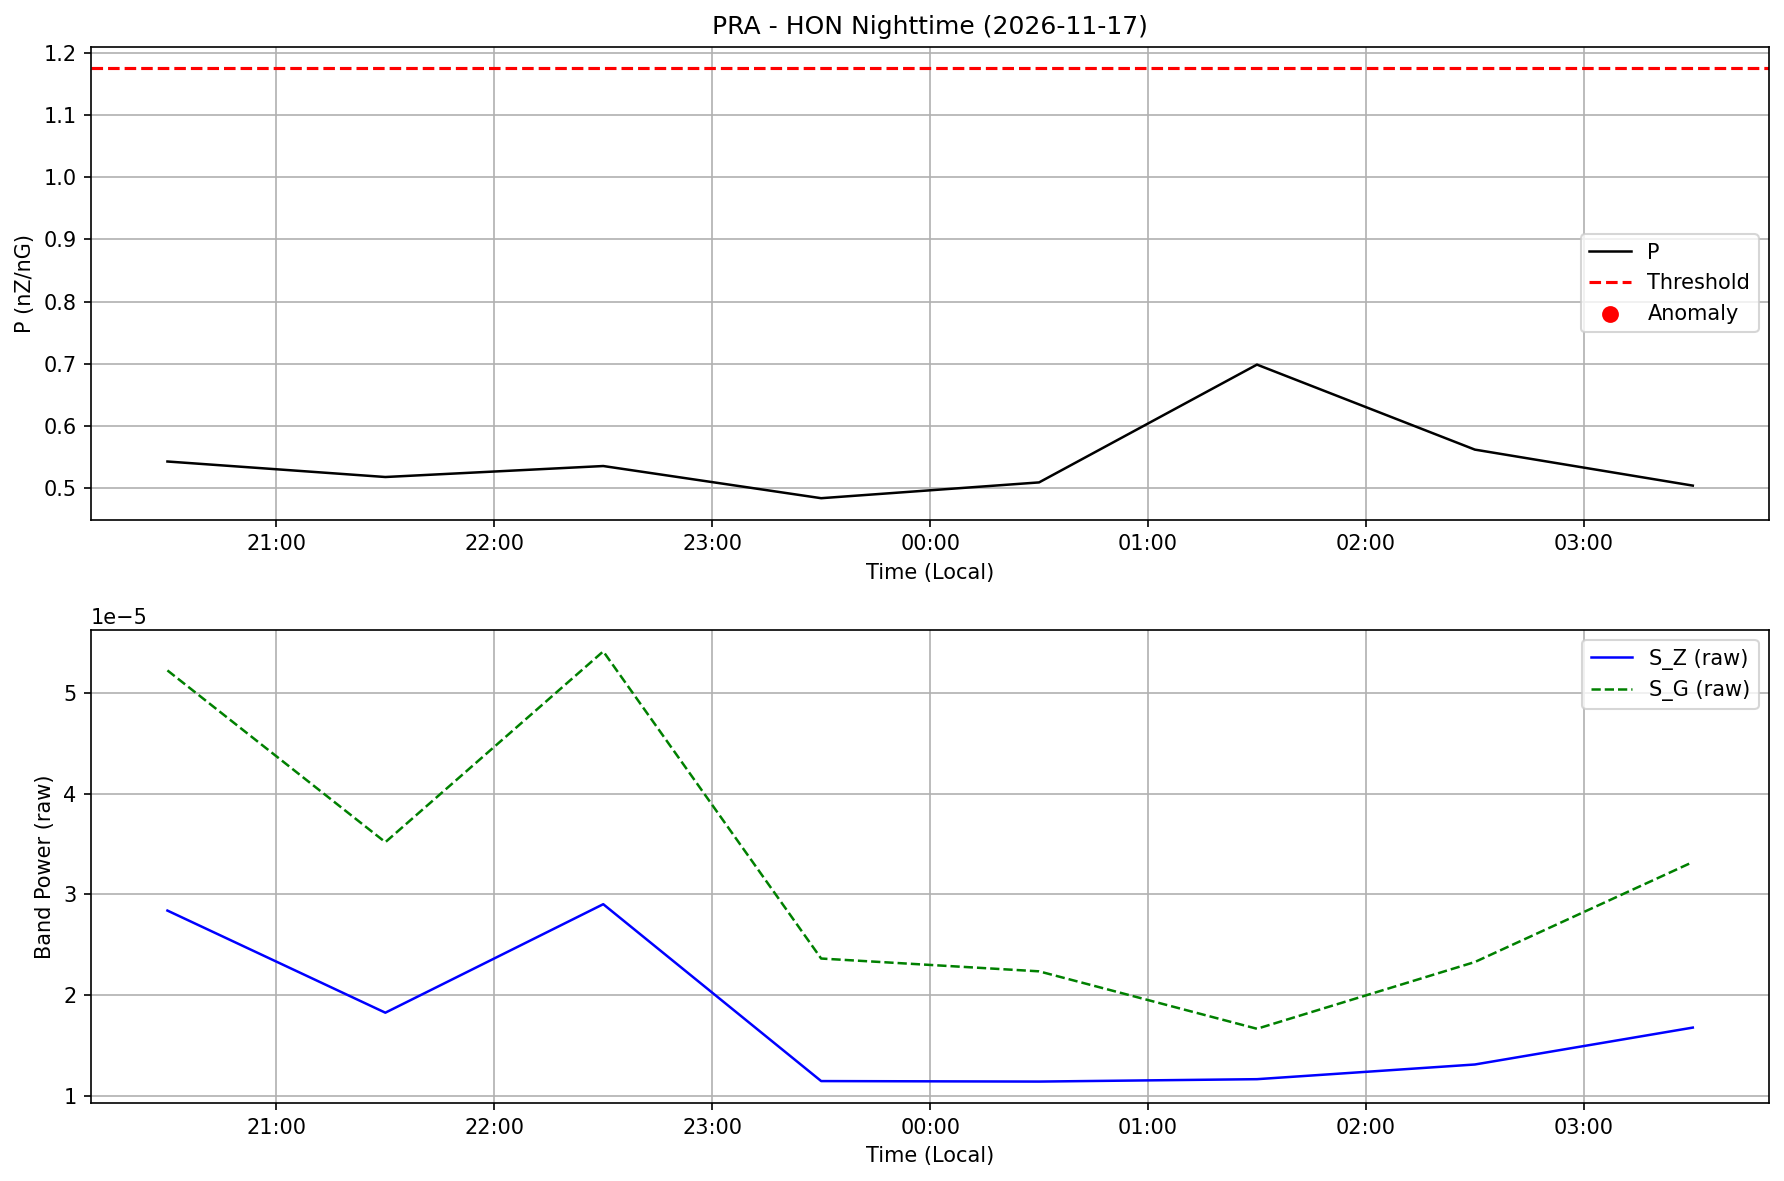 PRA - HON Nighttime (2026-11-17)
P (nZ/nG)
1.2
1.1
1.0
0.9
0.8
0.7
0.6
0.5
P
Threshold
Anomaly
21:00 22:00 23:00 00:00 01:00 02:00 03:00
Time (Local)
1e−5
Band Power (raw)
5
4
3
2
1
S_Z (raw)
S_G (raw)
21:00 22:00 23:00 00:00 01:00 02:00 03:00
Time (Local)